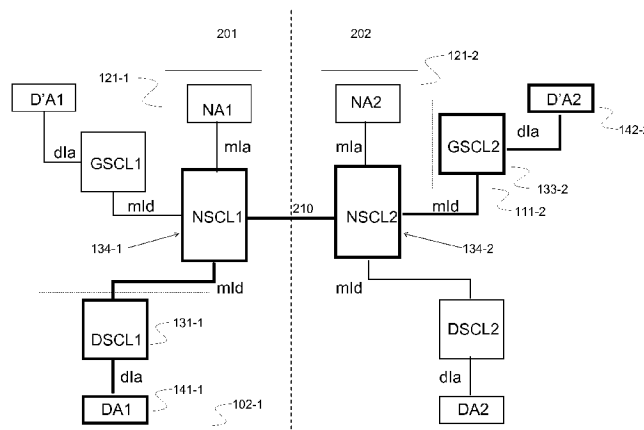 201
202
121-1
121-2
D'A1
NA1
NA2
D'A2
dla
mla
mla
dla
142-2
GSCL1
GSCL2
133-2
mld
NSCL1
210
NSCL2
mld
111-2
134-1
134-2
mld
mld
DSCL1
131-1
DSCL2
dla
dla
141-1
DA1
102-1
DA2